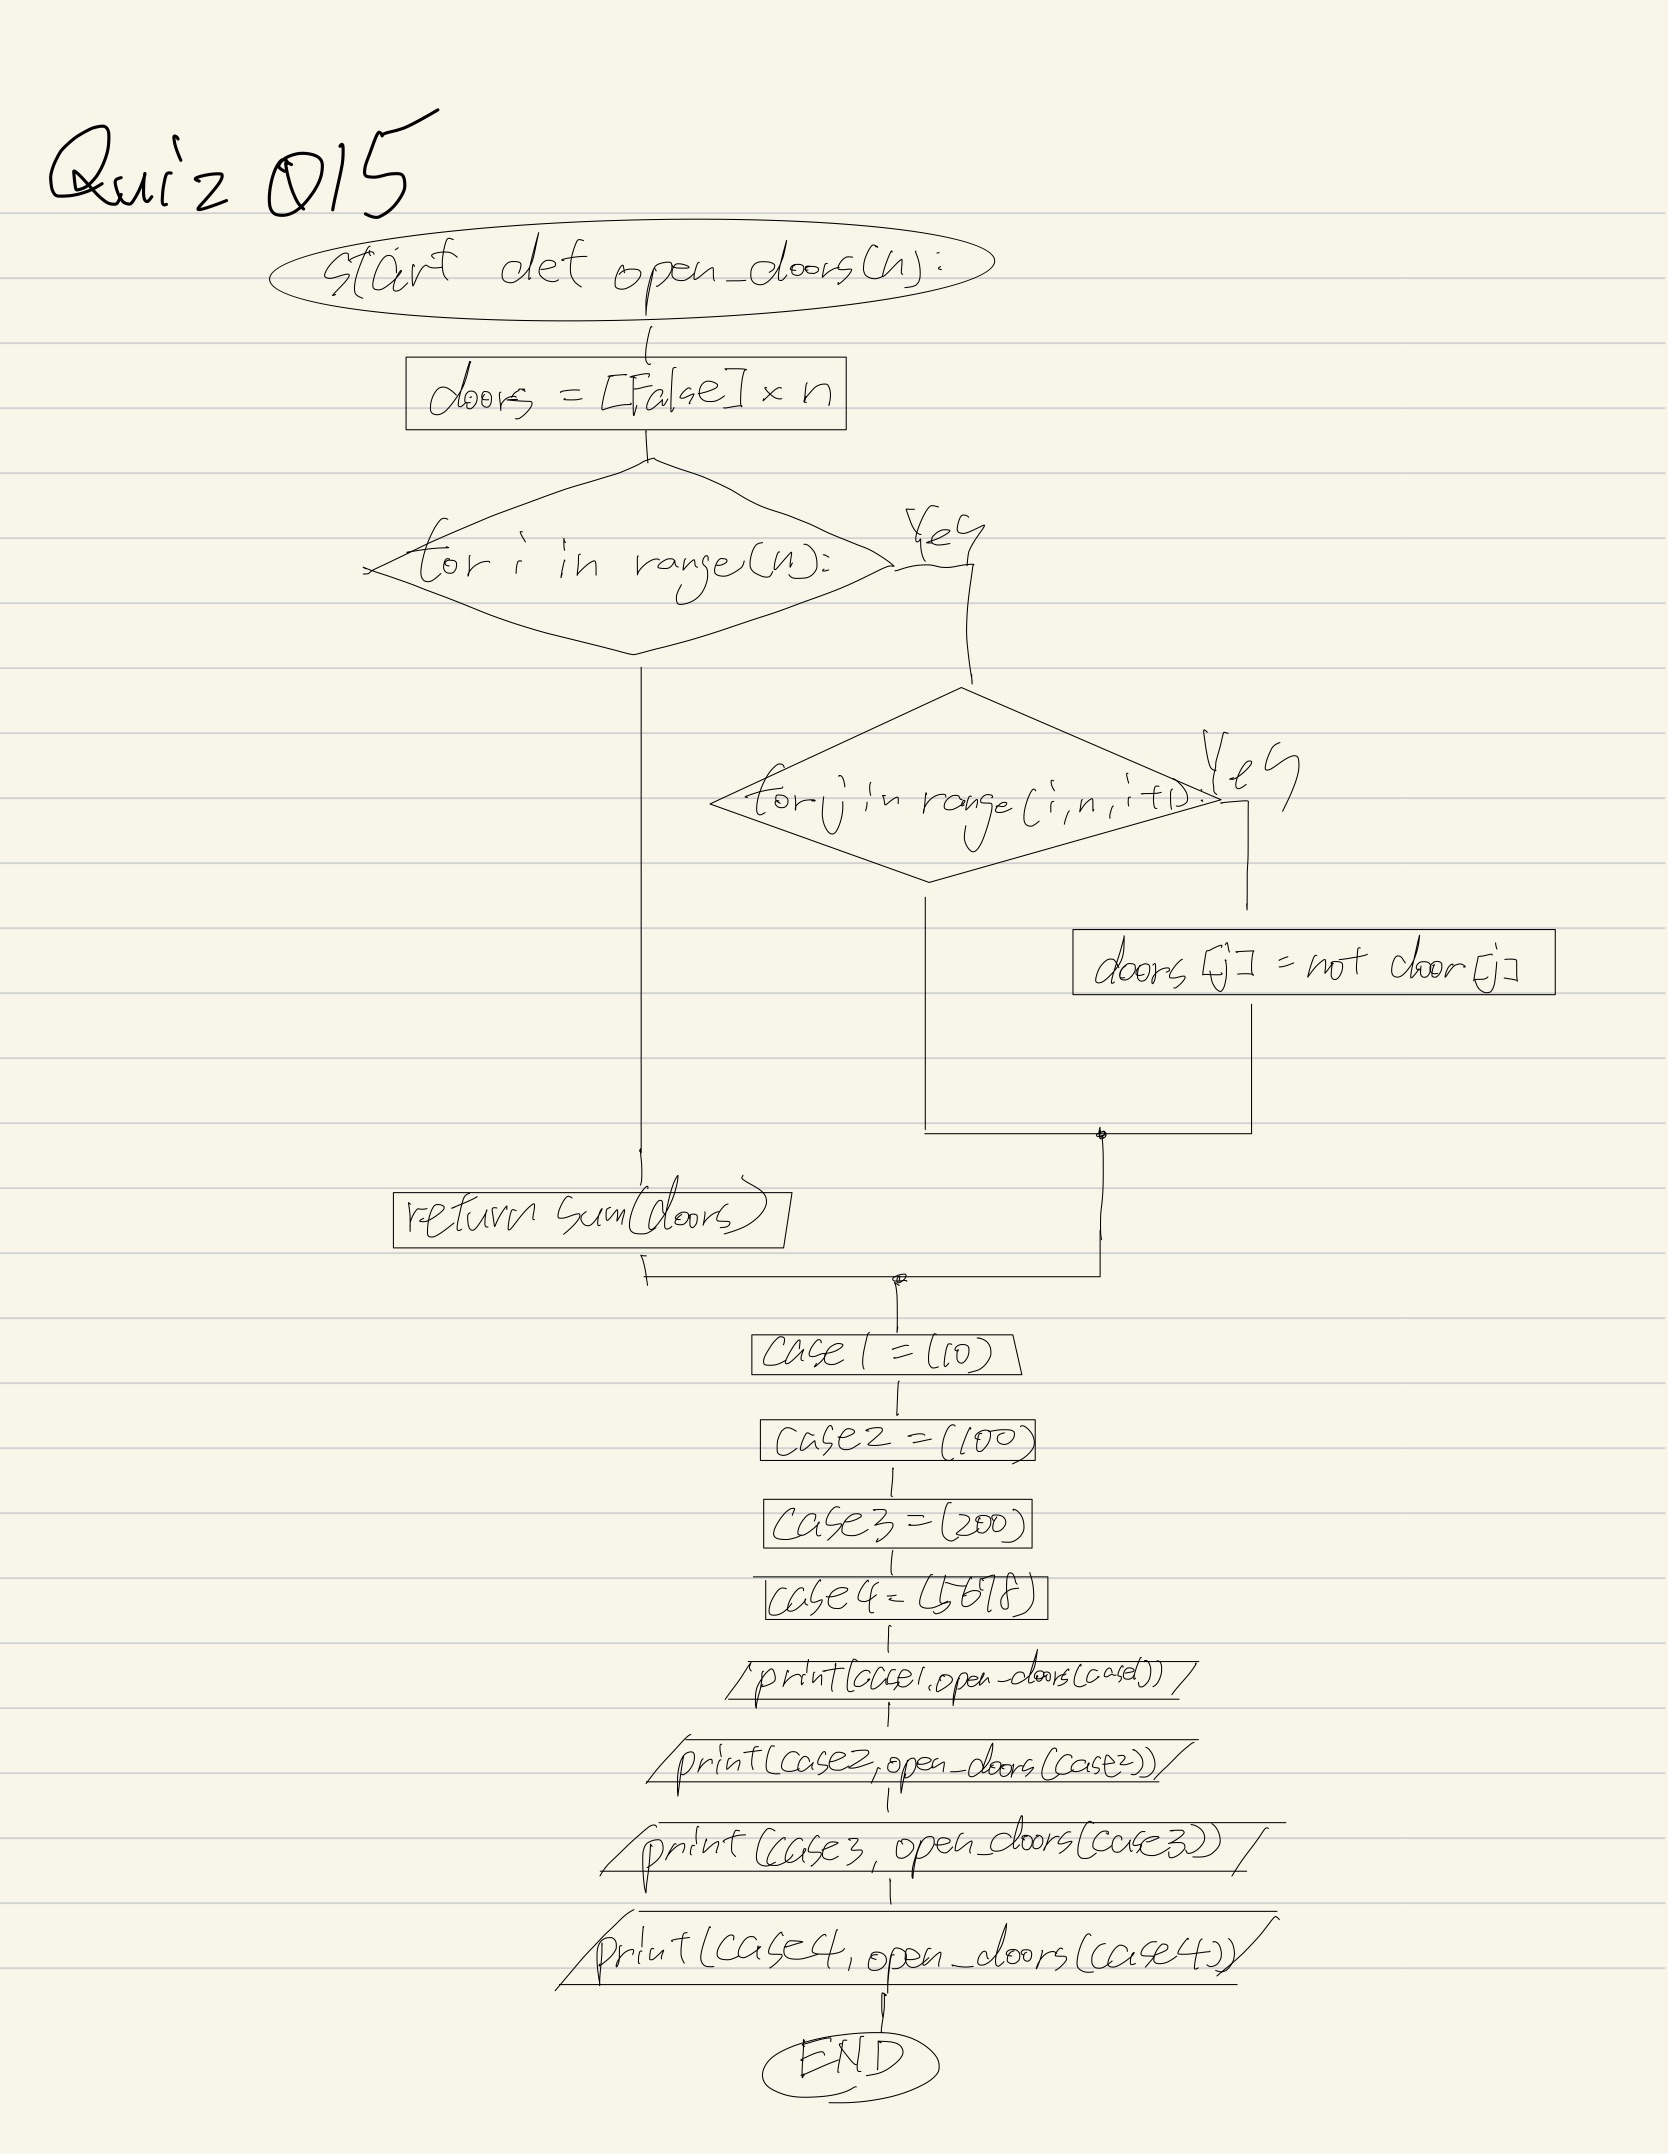 Quiz 015
start def open_doors(n):
doors = [False] × n
for i in range(n):
Yes
for j in range(i,n,i+1):
Yes
doors[j] = not door[j]
return sum(doors)
case1 = (10)
case2 = (100)
case3 = (200)
case4 = (5678)
print(case1,open_doors(case1))
print(case2,open_doors(case2))
print(case3, open_doors(case3))
print(case4, open_doors(case4))
END